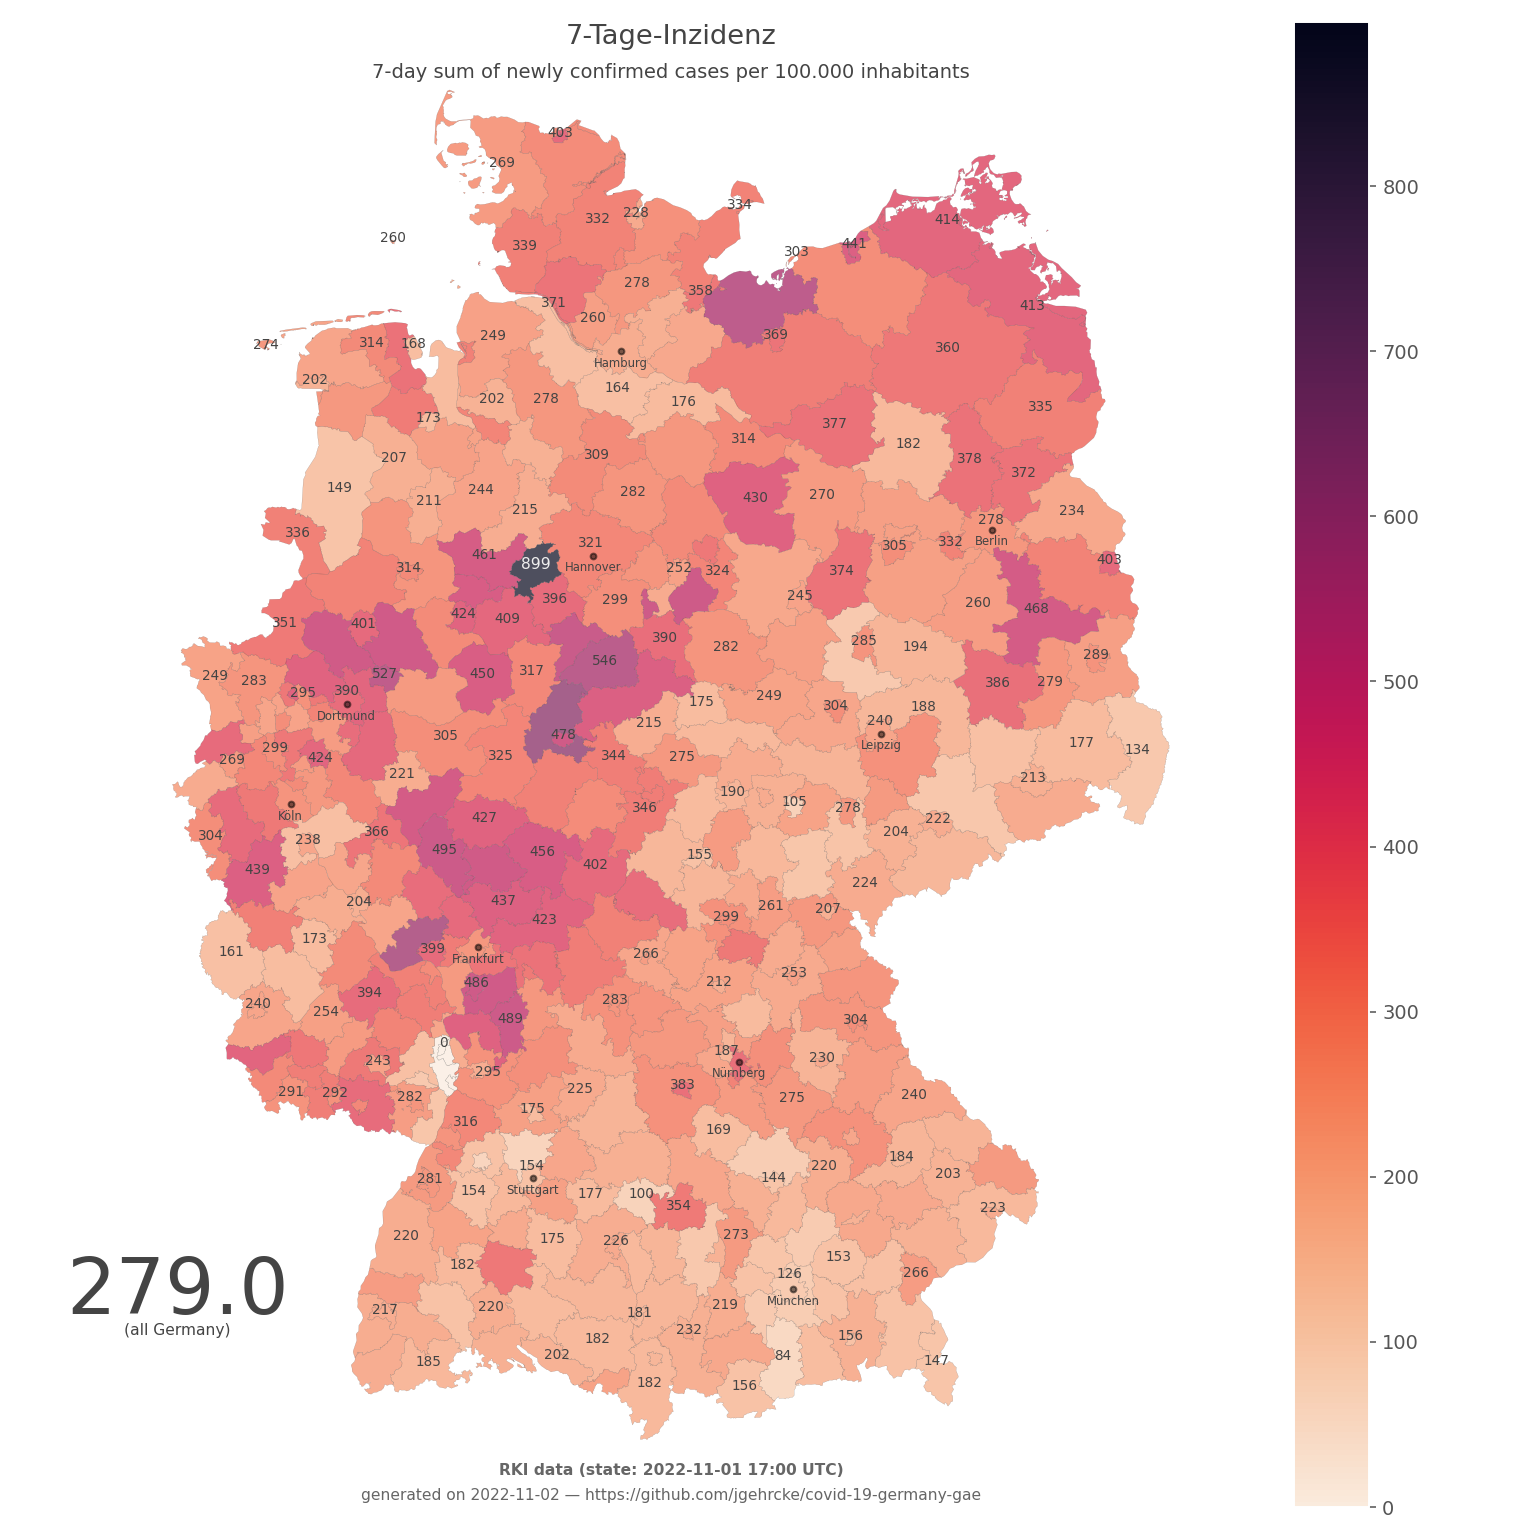 7-Tage-Inzidenz
7-day sum of newly confirmed cases per 100.000 inhabitants
403
269
334
332 228
414
260 339 441
303
278
371 358 413
260
249 369
274 314 168 360
Hamburg
202 164
202 278 176 335
173 377
314 182
207 309 378
372
149 244 282 430 270
211 215 234
278
336 321 305 332 Berlin
461
899 Hannover 403
314 252 324 374
396 299 245 260
424 409 468
351 401
390 282 285 194
546 289
249 283 527 450 317
295 390 279
386
175 249 304 188
Dortmund 215 240
305 478 Leipzig
269 299 424 325 344 275 177 134
221 213
190 105 278
Köln 427 346
304 238 366 222
204
495 456 155
439 402
224
204 437 261
423 299 207
161 173 399
Frankfurt 266
253
486 212
240 394 283
254 489 304
0
243 187 230
295 Nürnberg
291 292 282 225 383 275 240
175
316 169
154 184
281 144 220 203
154 Stuttgart 177 100
354 223
220 175 226 273
182 153
126 266
279.0 München
217 220 181 219
(all Germany)
182 232 156
185 202 84 147
182 156
RKI data (state: 2022-11-01 17:00 UTC)
generated on 2022-11-02 — https://github.com/jgehrcke/covid-19-germany-gae
800
700
600
500
400
300
200
100
0